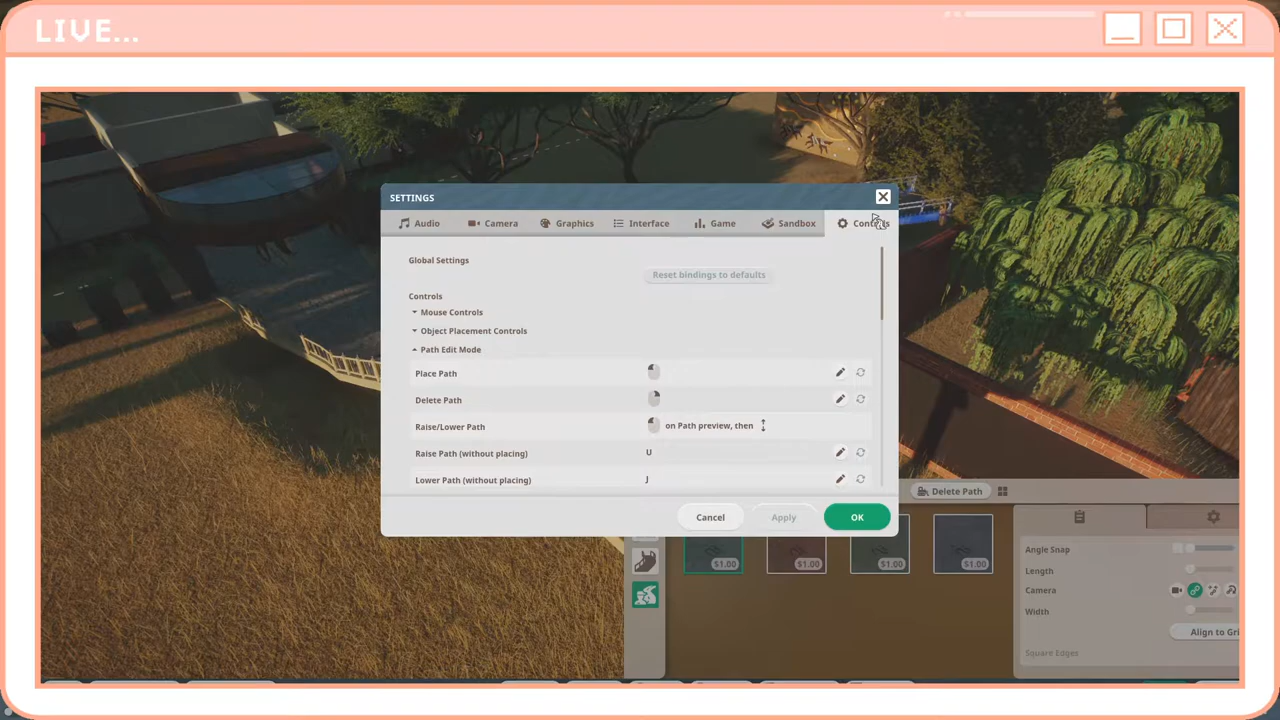 LIVE...
SETTINGS
Audio
Camera
Graphics
Interface
Game
Sandbox
Controls
Global Settings
Reset bindings to defaults
Controls
Mouse Controls
Object Placement Controls
Path Edit Mode
Place Path
Delete Path
Raise/Lower Path on Path preview, then
Raise Path (without placing) U
Lower Path (without placing) J
Cancel
Apply
OK
Delete Path
$1.00
$1.00
$1.00
$1.00
Angle Snap
Length
Camera
Width
Align to Gri
Square Edges